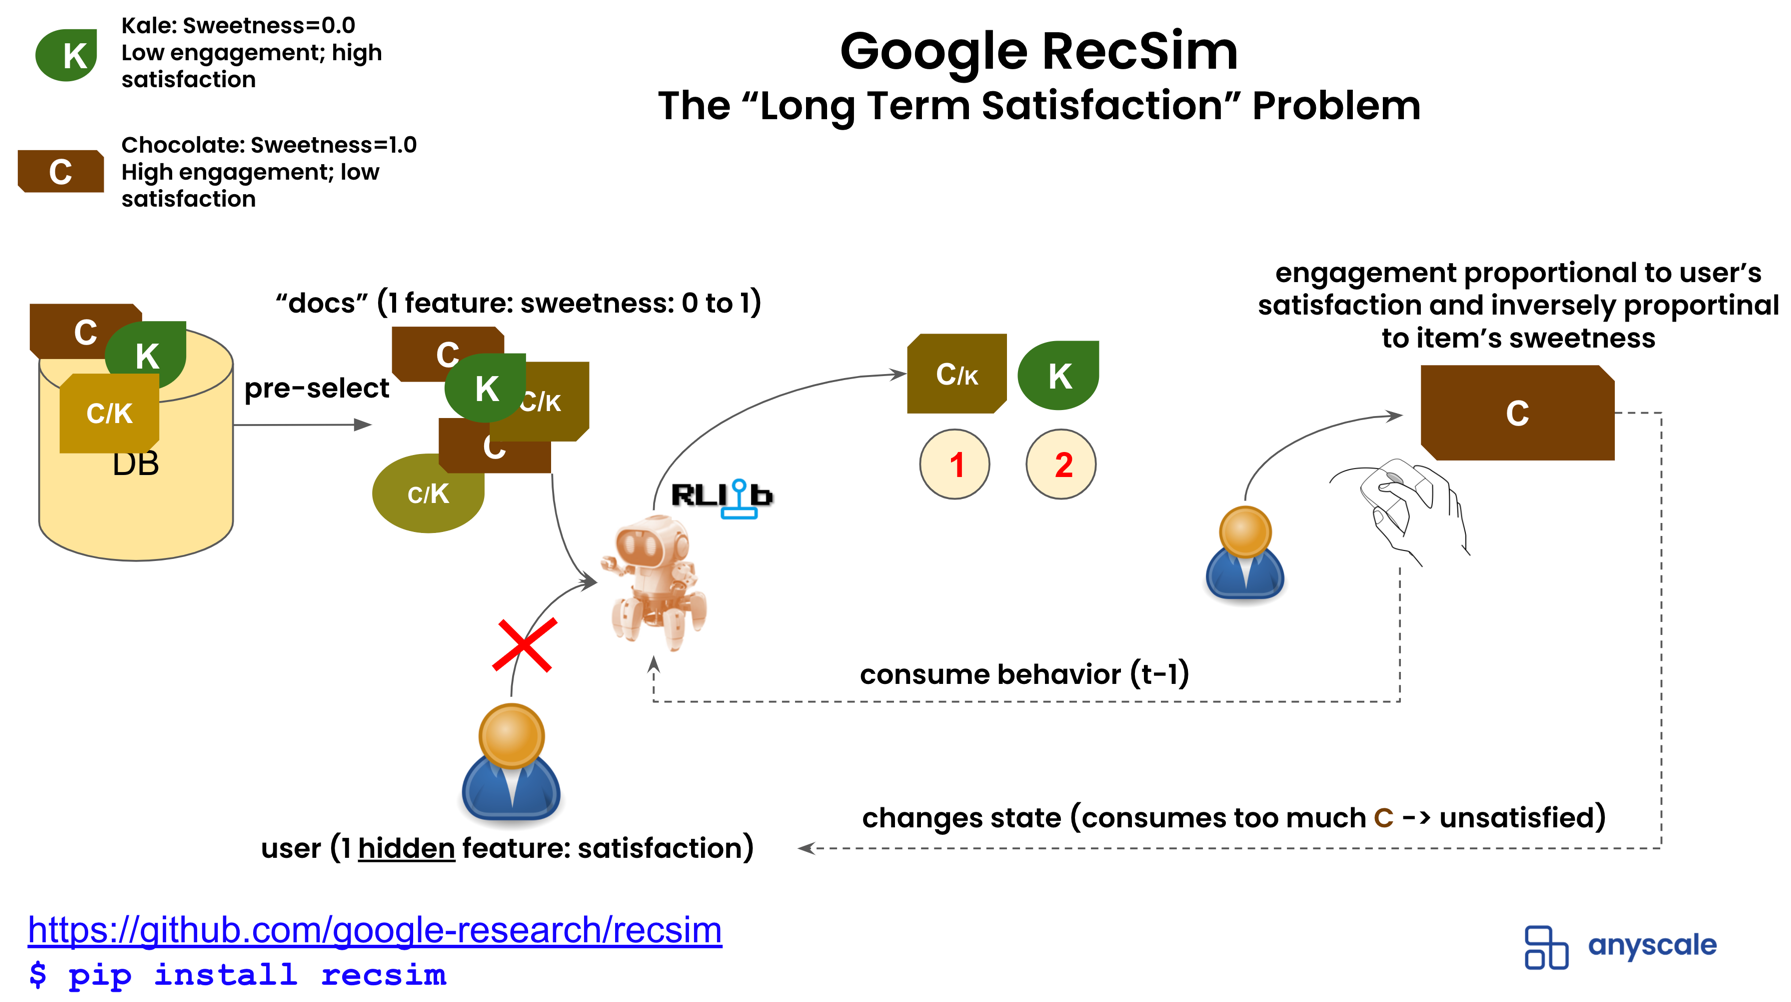 K
Kale: Sweetness=0.0
Low engagement; high
satisfaction
C
Chocolate: Sweetness=1.0
High engagement; low
satisfaction
Google RecSim
The “Long Term Satisfaction” Problem
engagement proportional to user’s
satisfaction and inversely proportinal
to item’s sweetness
“docs” (1 feature: sweetness: 0 to 1)
C
K
C/K
DB
pre-select
C
K
C/K
C
C/K
RLlib
C/K
K
1
2
C
consume behavior (t-1)
changes state (consumes too much C -> unsatisfied)
user (1 hidden feature: satisfaction)
https://github.com/google-research/recsim
$ pip install recsim
anyscale